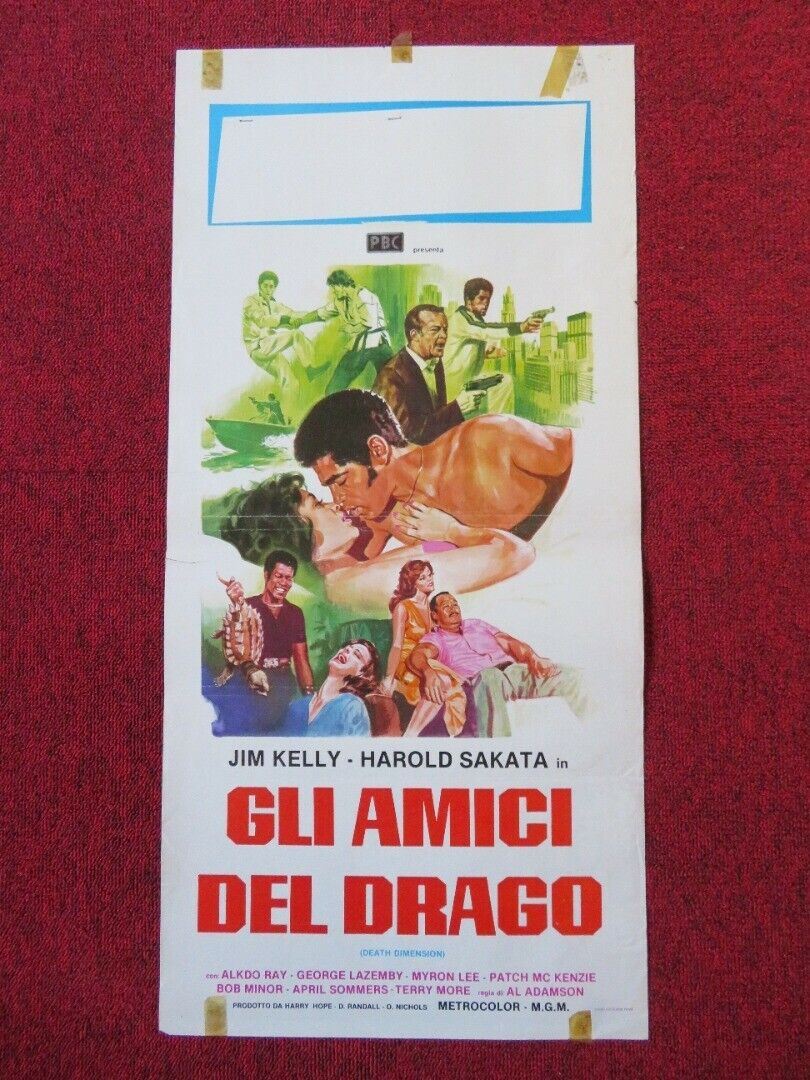 PBC presenta
JIM KELLY - HAROLD SAKATA in
GLI AMICI
DEL DRAGO
(DEATH DIMENSION)
con: ALKDO RAY - GEORGE LAZEMBY - MYRON LEE - PATCH MC KENZIE
BOB MINOR - APRIL SOMMERS - TERRY MORE regia di AL ADAMSON
PRODOTTO DA HARRY HOPE - D. RANDALL - O. NICHOLS METROCOLOR - M.G.M.